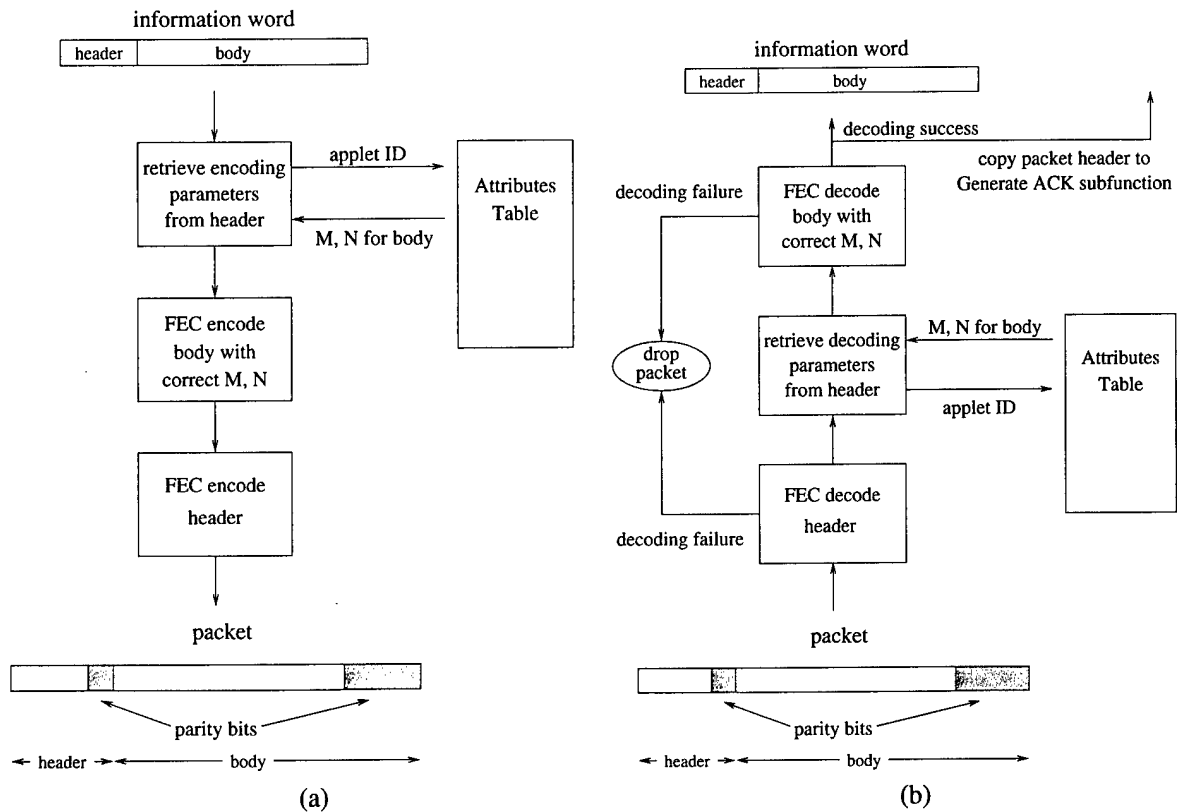 information word
header
body
retrieve encoding
parameters
from header
applet ID
M, N for body
Attributes
Table
FEC encode
body with
correct M, N
FEC encode
header
packet
parity bits
header
body
(a)
information word
header
body
decoding success
copy packet header to
Generate ACK subfunction
decoding failure
FEC decode
body with
correct M, N
drop
packet
retrieve decoding
parameters
from header
M, N for body
applet ID
Attributes
Table
FEC decode
header
decoding failure
packet
parity bits
header
body
(b)